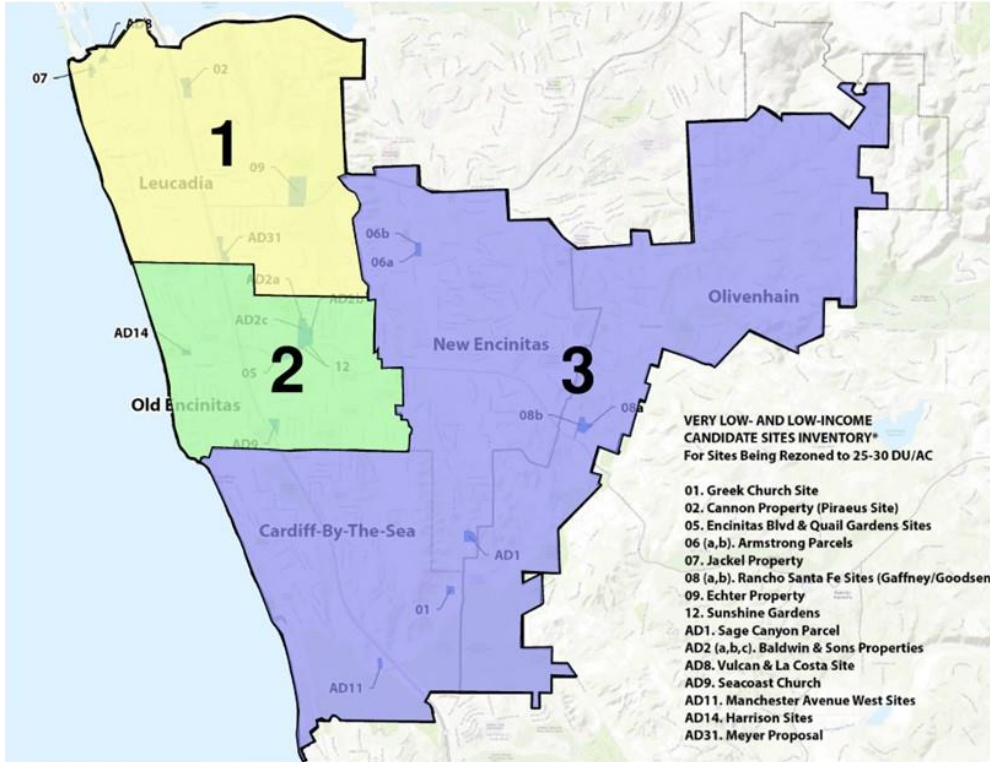 AD8
07
02
1
Leucadia
09
AD31
06b
06a
AD2a
AD2b
AD2c
AD14
05
2
12
Old Encinitas
AD9
New Encinitas
3
Olivenhain
08b
08a
Cardiff-By-The-Sea
AD1
01
AD11
VERY LOW- AND LOW-INCOME
CANDIDATE SITES INVENTORY*
For Sites Being Rezoned to 25-30 DU/AC
01. Greek Church Site
02. Cannon Property (Piraeus Site)
05. Encinitas Blvd & Quail Gardens Sites
06 (a,b). Armstrong Parcels
07. Jackel Property
08 (a,b). Rancho Santa Fe Sites (Gaffney/Goodsen
09. Echter Property
12. Sunshine Gardens
AD1. Sage Canyon Parcel
AD2 (a,b,c). Baldwin & Sons Properties
AD8. Vulcan & La Costa Site
AD9. Seacoast Church
AD11. Manchester Avenue West Sites
AD14. Harrison Sites
AD31. Meyer Proposal